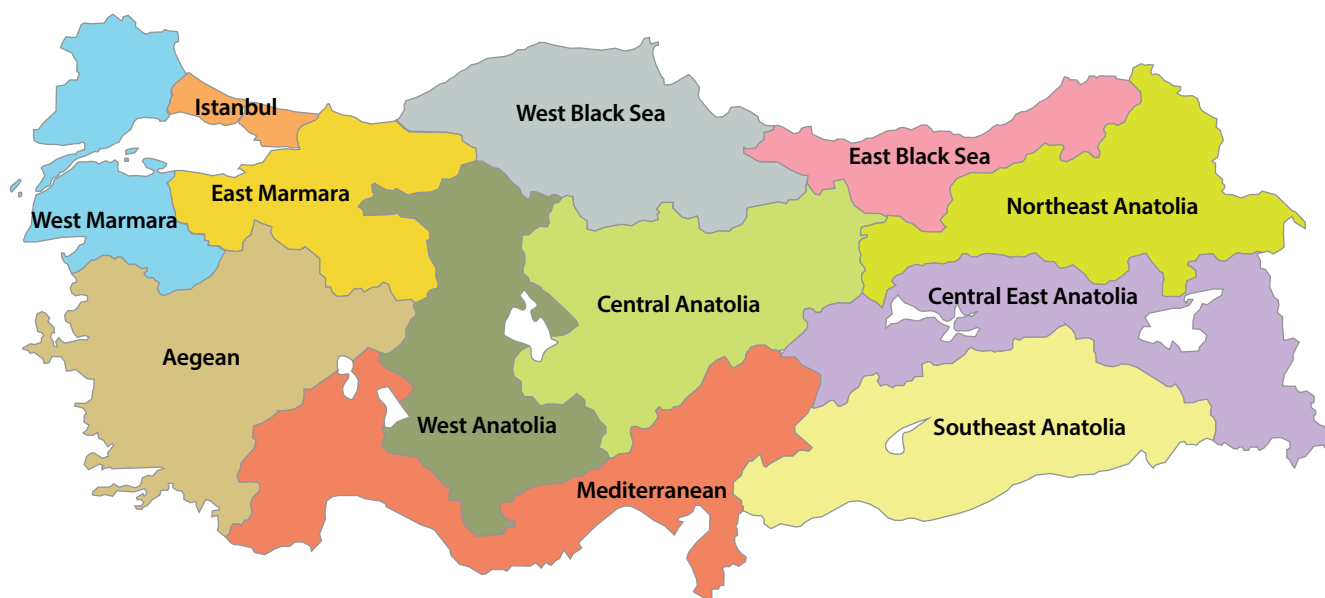 Istanbul
West Black Sea
East Black Sea
East Marmara
West Marmara
Northeast Anatolia
Central East Anatolia
Central Anatolia
Aegean
West Anatolia
Southeast Anatolia
Mediterranean